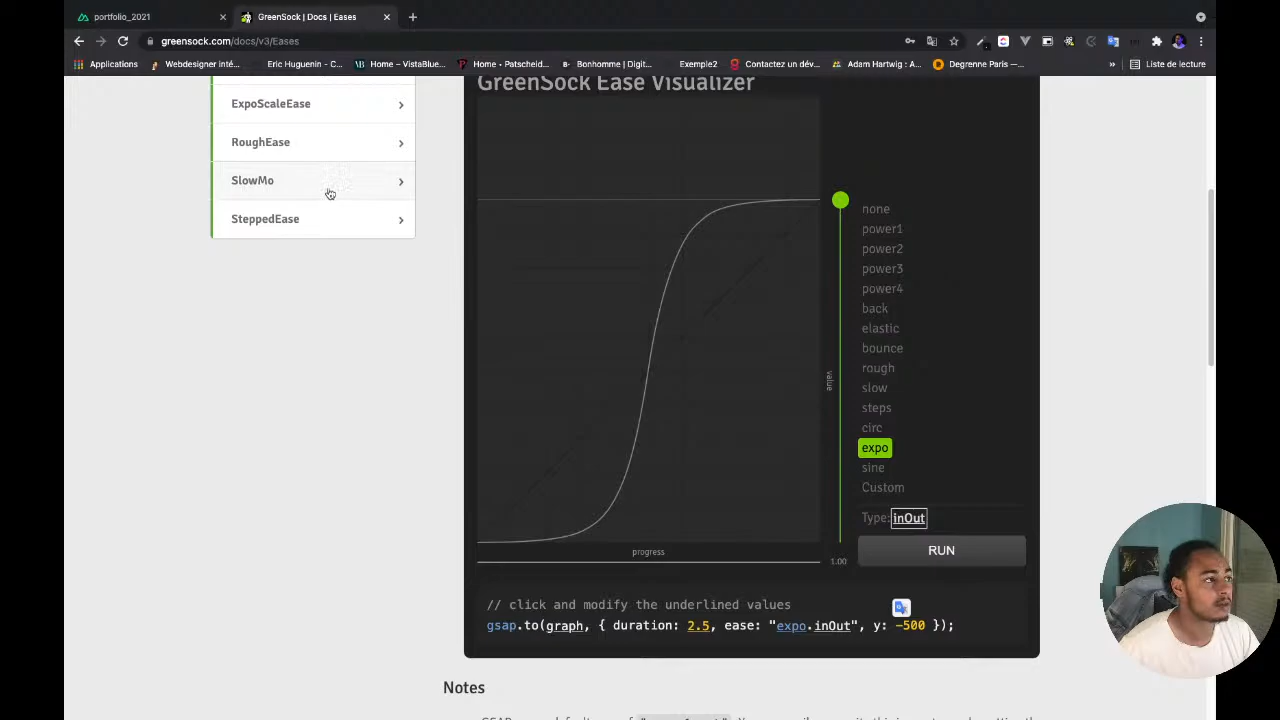 portfolio_2021
GreenSock | Docs | Eases
greensock.com/docs/v3/Eases
Applications
Webdesigner inté...
Eric Huguenin - C...
Home – VistaBlue...
Home • Patscheid...
Bonhomme | Digit...
Exemple2
Contactez un dév...
Adam Hartwig • A...
Degrenne Paris —...
Liste de lecture
ExpoScaleEase
RoughEase
SlowMo
SteppedEase
GreenSock Ease Visualizer
none
power1
power2
power3
power4
back
elastic
bounce
rough
slow
steps
circ
expo
sine
Custom
Type: inOut
RUN
value
progress
1.00
// click and modify the underlined values
gsap.to(graph, { duration: 2.5, ease: "expo.inOut", y: -500 });
Notes